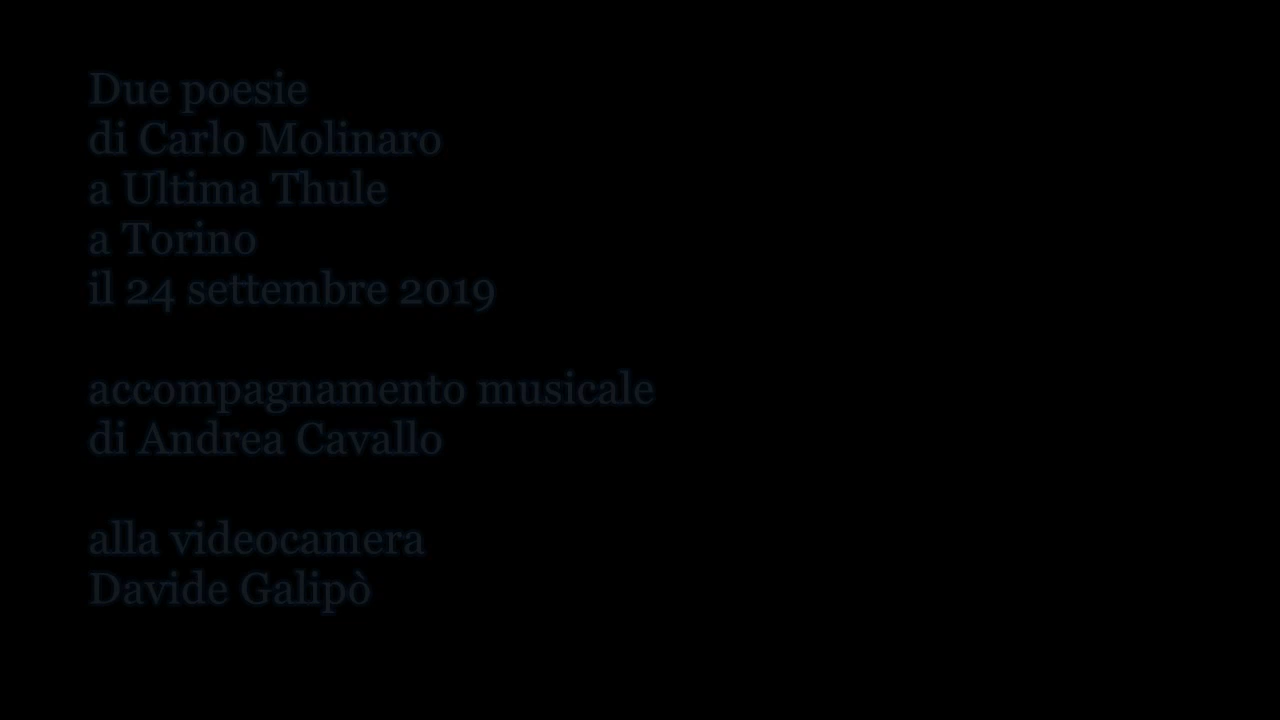 Due poesie
di Carlo Molinaro
a Ultima Thule
a Torino
il 24 settembre 2019
accompagnamento musicale
di Andrea Cavallo
alla videocamera
Davide Galipò